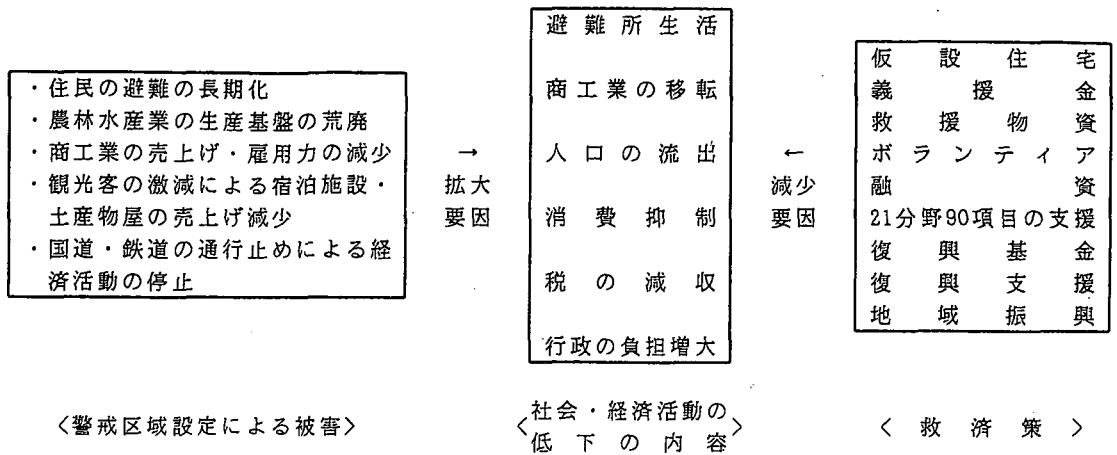 ・住民の避難の長期化
・農林水産業の生産基盤の荒廃
・商工業の売上げ・雇用力の減少
・観光客の激減による宿泊施設・
土産物屋の売上げ減少
・国道・鉄道の通行止めによる経
済活動の停止
〈警戒区域設定による被害〉
→
拡大
要因
避難所生活
商工業の移転
人口の流出
消費抑制
税の減収
行政の負担増大
〈社会・経済活動の
低下の内容〉
←
減少
要因
仮設住宅
義援金
救援物資
ボランティア
融資
21分野90項目の支援
復興基金
復興支援
地域振興
〈救済策〉